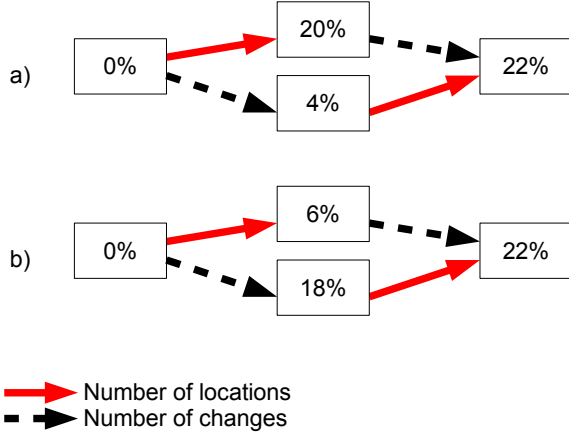 20%
a)
0%
22%
4%
6%
b)
0%
22%
18%
Number of locations
Number of changes